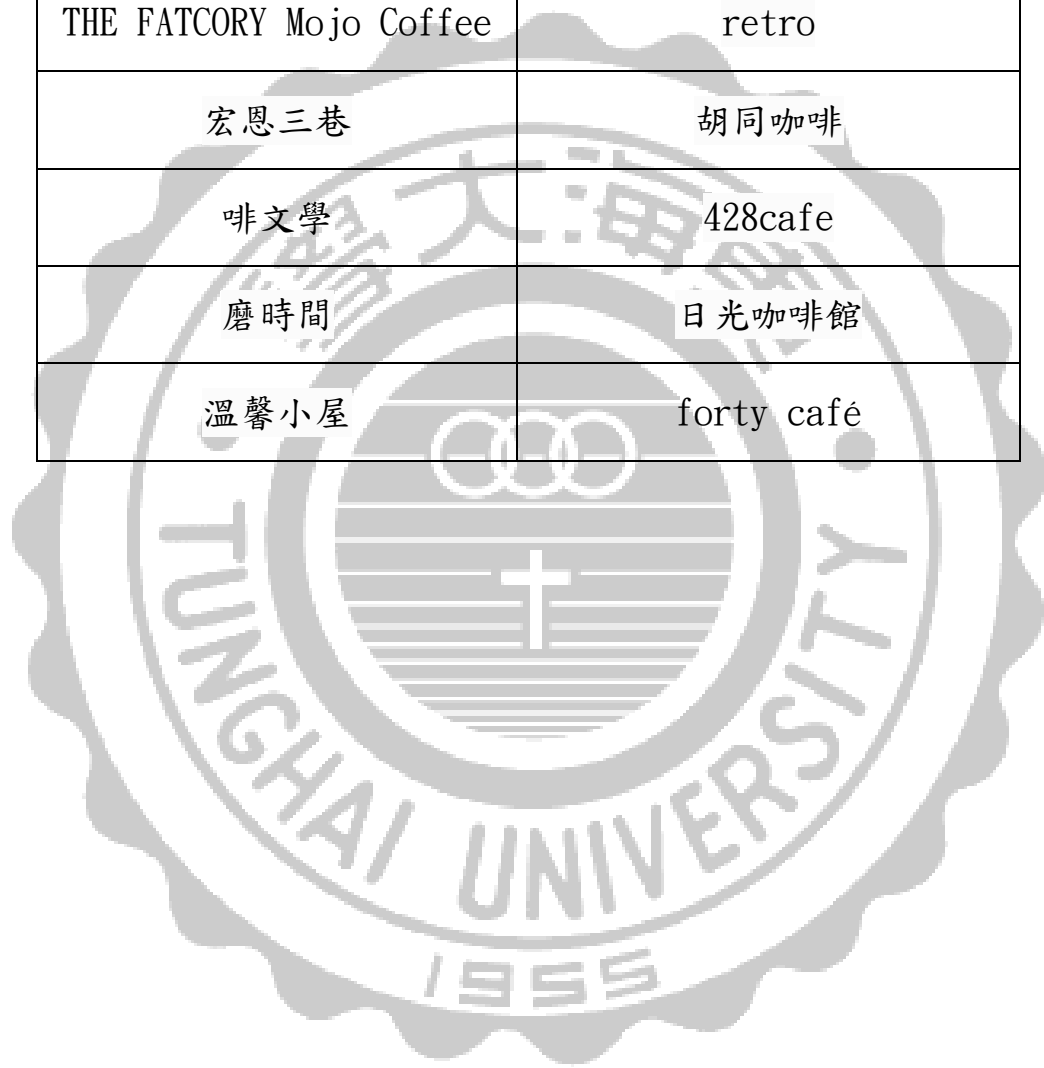 THE FATCORY Mojo Coffee retro
宏恩三巷 胡同咖啡
啡文學 428cafe
磨時間 日光咖啡館
溫馨小屋 forty café
TUNGHAI UNIVERSITY
1955